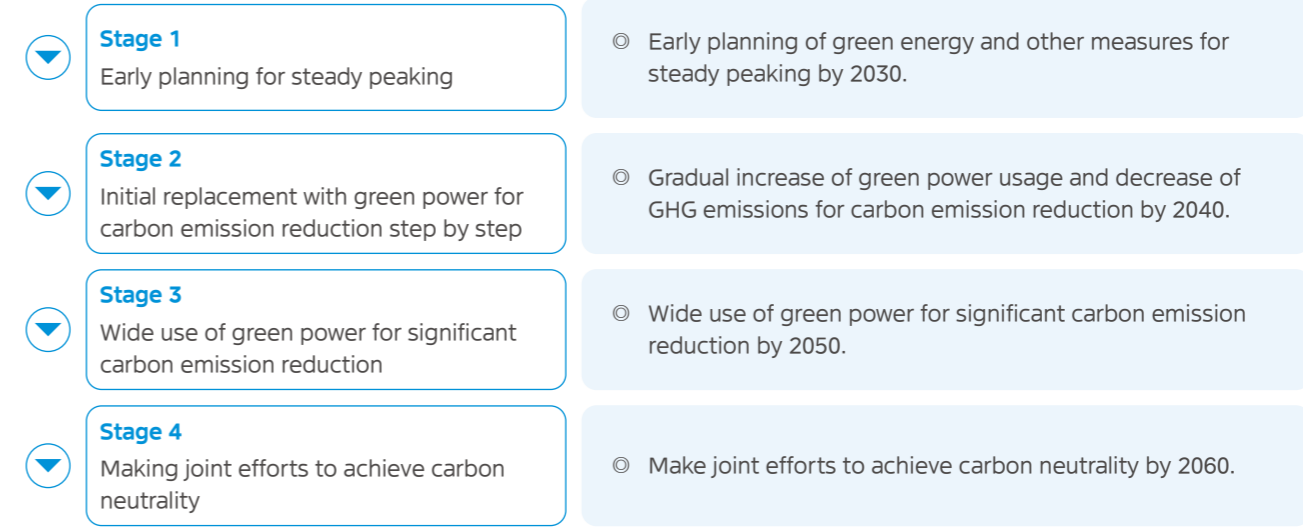 Stage 1
Early planning for steady peaking
◎ Early planning of green energy and other measures for
steady peaking by 2030.
Stage 2
Initial replacement with green power for
carbon emission reduction step by step
◎ Gradual increase of green power usage and decrease of
GHG emissions for carbon emission reduction by 2040.
Stage 3
Wide use of green power for significant
carbon emission reduction
◎ Wide use of green power for significant carbon emission
reduction by 2050.
Stage 4
Making joint efforts to achieve carbon
neutrality
◎ Make joint efforts to achieve carbon neutrality by 2060.